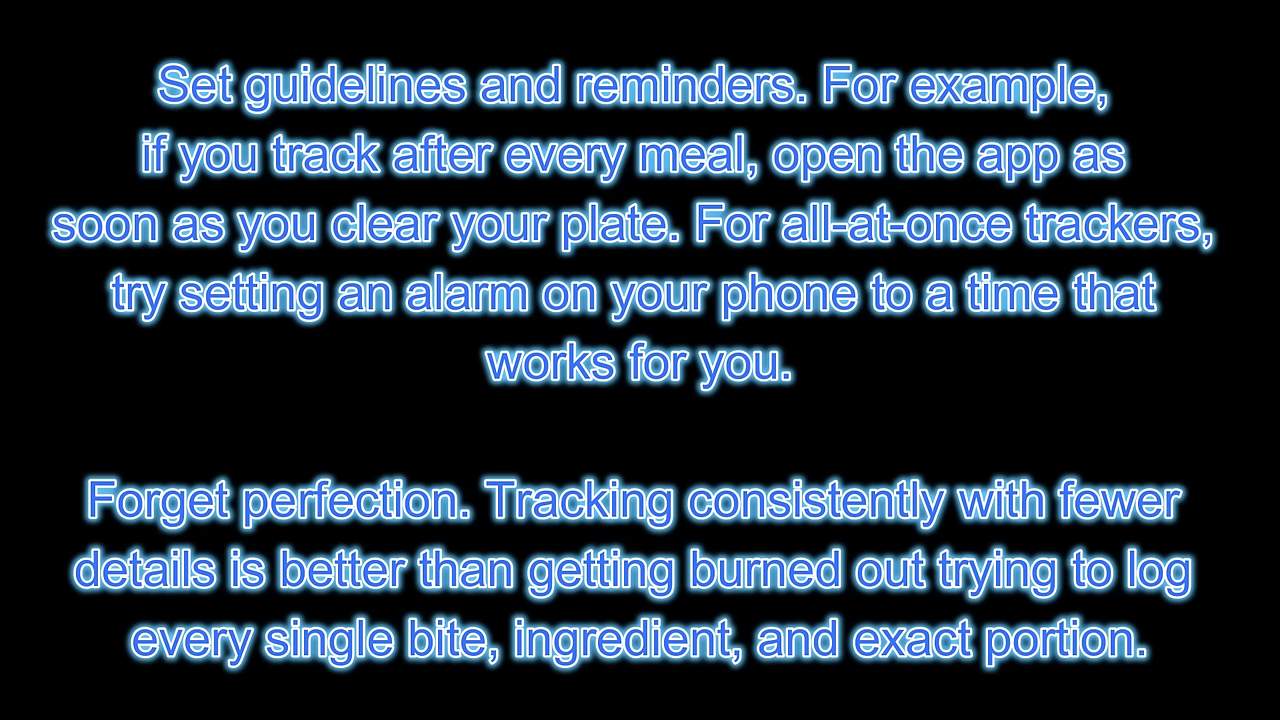 Set guidelines and reminders. For example,
if you track after every meal, open the app as
soon as you clear your plate. For all-at-once trackers,
try setting an alarm on your phone to a time that
works for you.
Forget perfection. Tracking consistently with fewer
details is better than getting burned out trying to log
every single bite, ingredient, and exact portion.